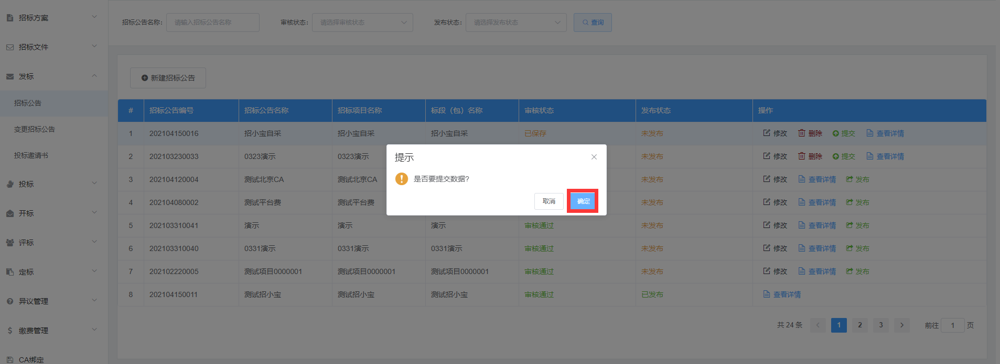 招标方案
招标文件
发标
招标公告
变更招标公告
投标邀请书
投标
开标
评标
定标
异议管理
缴费管理
CA绑定
招标公告名称: 请输入招标公告名称 审核状态: 请选择审核状态 发布状态: 请选择发布状态 查询
新建招标公告
# 招标公告编号 招标公告名称 招标项目名称 标段（包）名称 审核状态 发布状态 操作
1 202104150016 招小宝自采 招小宝自采 招小宝自采 已保存 未发布 修改 删除 提交 查看详情
2 202103230033 0323演示 0323演示 未发布 修改 删除 提交 查看详情
3 202104120004 测试北京CA 测试北京CA 未发布 修改 查看详情 发布
4 202104080002 测试平台费 测试平台费 未发布 修改 查看详情 发布
5 202103310041 演示 演示 演示 审核通过 未发布 修改 查看详情 发布
6 202103310040 0331演示 0331演示 0331演示 审核通过 未发布 修改 查看详情 发布
7 202102220005 测试项目0000001 测试项目0000001 测试项目0000001 审核通过 未发布 修改 查看详情 发布
8 202104150011 测试招小宝 测试招小宝 测试招小宝 审核通过 已发布 查看详情
提示
是否要提交数据?
取消 确定
共 24 条 1 2 3 前往 1 页